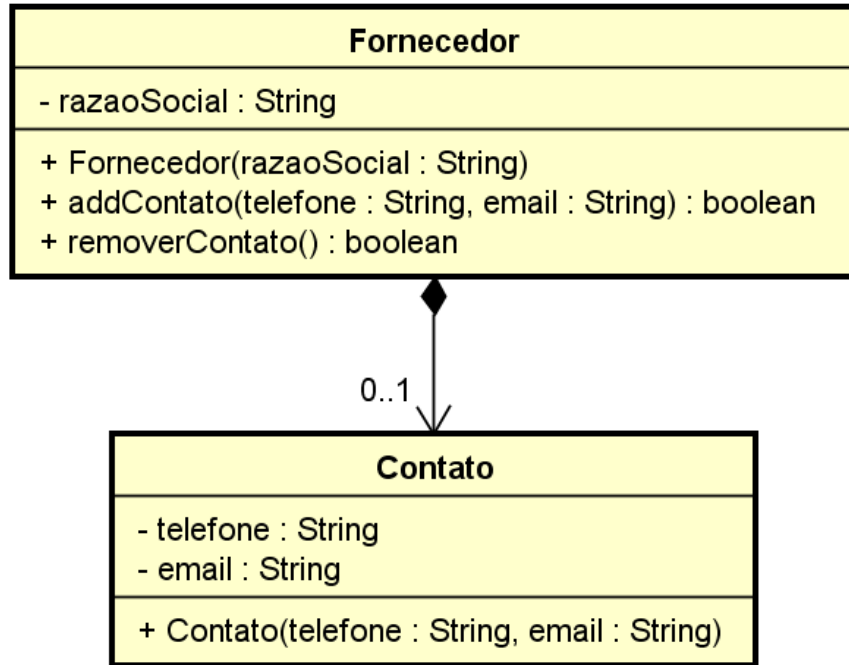 Fornecedor
- razaoSocial : String
+ Fornecedor(razaoSocial : String)
+ addContato(telefone : String, email : String) : boolean
+ removerContato() : boolean
0..1
Contato
- telefone : String
- email : String
+ Contato(telefone : String, email : String)